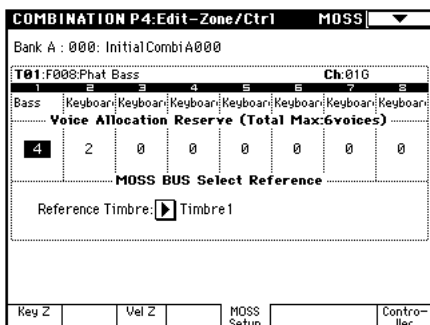 COMBINATION P4:Edit-Zone/Ctrl MOSS
Bank A : 000: InitialCombiA000
T01:F008:Phat Bass Ch:01G
1 2 3 4 5 6 7 8
Bass Keyboar Keyboar Keyboar Keyboar Keyboar Keyboar Keyboar
Voice Allocation Reserve (Total Max:6voices)
4 2 0 0 0 0 0 0
MOSS BUS Select Reference
Reference Timbre: Timbre1
Key Z Vel Z MOSS Setup Contro-ller